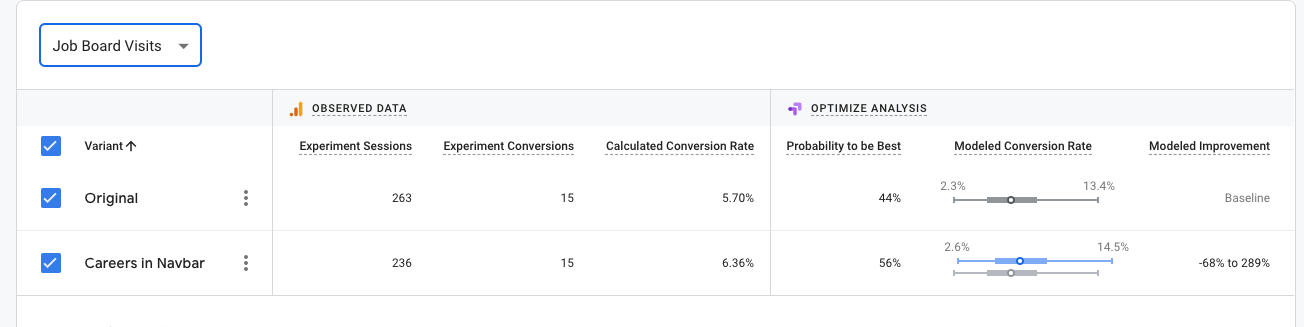 Job Board Visits
OBSERVED DATA
OPTIMIZE ANALYSIS
Variant Experiment Sessions Experiment Conversions Calculated Conversion Rate Probability to be Best Modeled Conversion Rate Modeled Improvement
2.3% 13.4%
Original 263 15 5.70% 44% Baseline
2.6% 14.5%
Careers in Navbar 236 15 6.36% 56% -68% to 289%